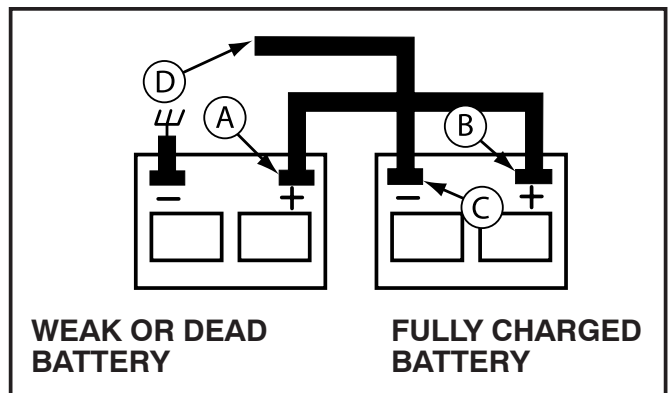 D
A
B
− + − +
C
WEAK OR DEAD
BATTERY
FULLY CHARGED
BATTERY